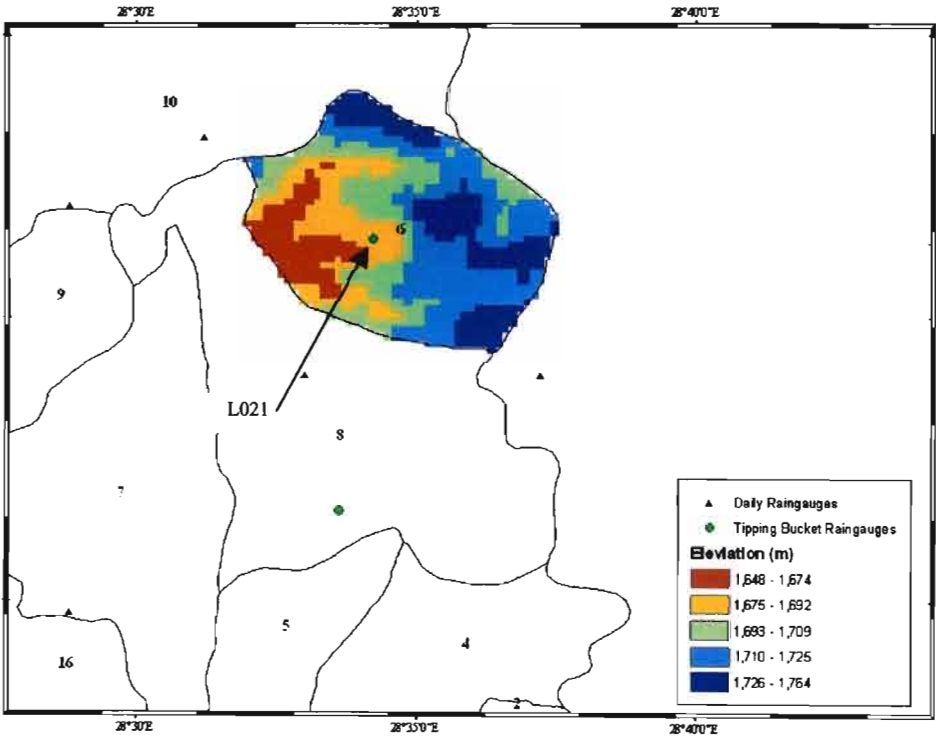 28°30'E 28°35'0"E 28°40'0"E
10
6
9
L021
8
7
Daily Raingauges
Tipping Bucket Raingauges
Elevlation (m)
1,648 - 1,674
1,675 - 1,692
1,693 - 1,709
1,710 - 1,725
1,726 - 1,764
5
4
16
28°30'E 28°35'0"E 28°40'0"E